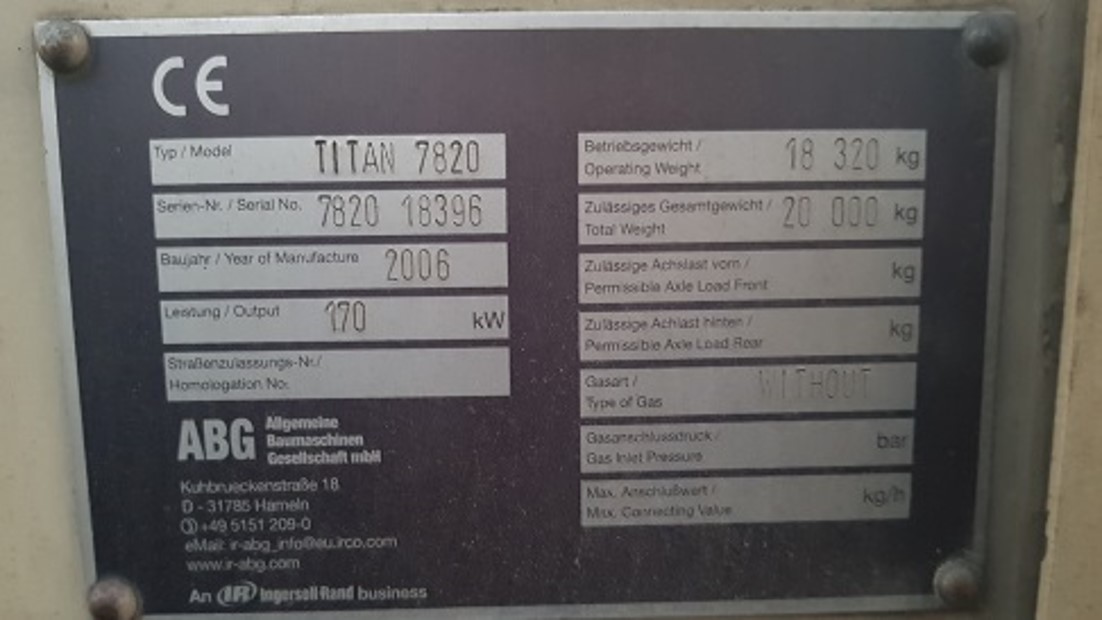 CE
Typ / Model TITAN 7820
Serien-Nr. / Serial No. 7820 18396
Baujahr / Year of Manufacture 2006
Leistung / Output 170 kW
Straßenzulassungs-Nr./
Homologation No.
ABG Allgemeine
Baumaschinen
Gesellschaft mbH
Kuhbrueckenstraße 18
D - 31785 Hameln
+49 5151 209-0
eMail: ir-abg_info@eu.irco.com
www.ir-abg.com
An IR Ingersoll-Rand business
Betriebsgewicht /
Operating Weight 18 320 kg
Zulässiges Gesamtgewicht /
Total Weight 20 000 kg
Zulässige Achslast vorn /
Permissible Axle Load Front kg
Zulässige Achlast hinten /
Permissible Axle Load Rear kg
Gasart /
Type of Gas WITHOUT
Gasanschlussdruck /
Gas Inlet Pressure bar
Max. Anschlußwert /
Max. Connecting Value kg/h